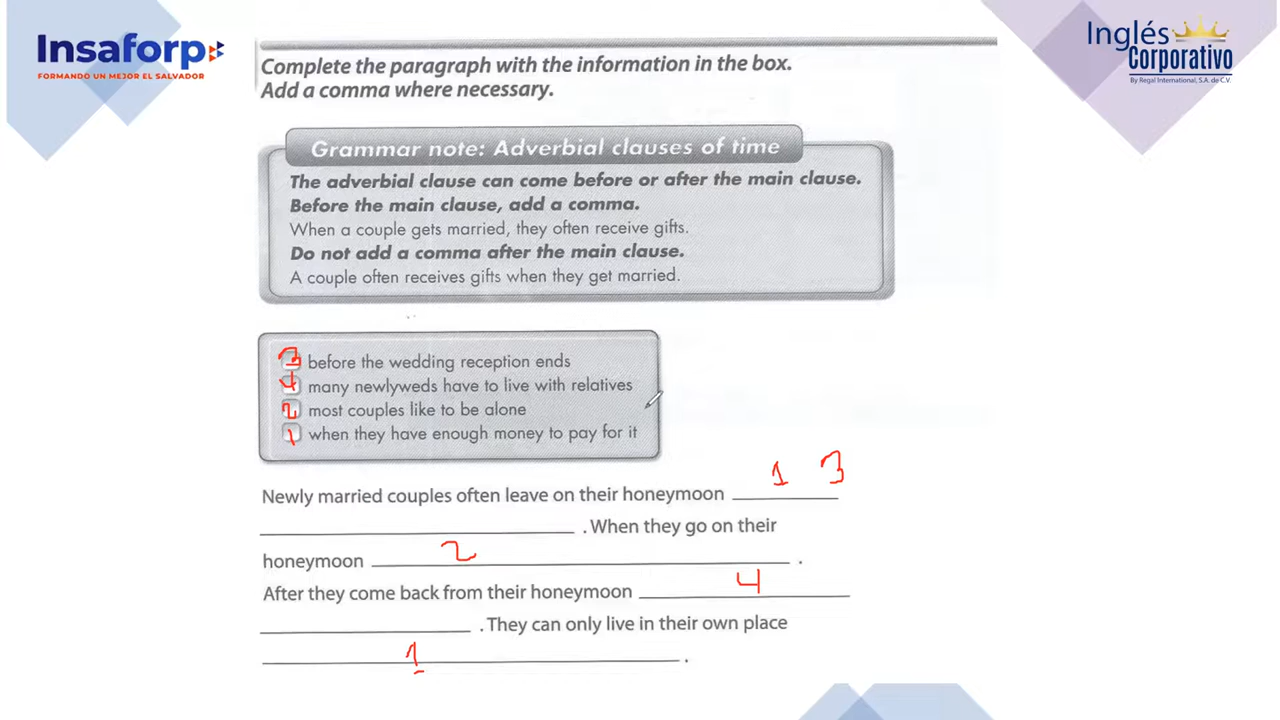 Insaforp
FORMANDO UN MEJOR EL SALVADOR
Inglés
Corporativo
By Regal International, S.A. de C.V.
Complete the paragraph with the information in the box.
Add a comma where necessary.
Grammar note: Adverbial clauses of time
The adverbial clause can come before or after the main clause.
Before the main clause, add a comma.
When a couple gets married, they often receive gifts.
Do not add a comma after the main clause.
A couple often receives gifts when they get married.
3 before the wedding reception ends
4 many newlyweds have to live with relatives
2 most couples like to be alone
1 when they have enough money to pay for it
1 3
Newly married couples often leave on their honeymoon
. When they go on their
honeymoon 2 .
After they come back from their honeymoon 4
. They can only live in their own place
1 .